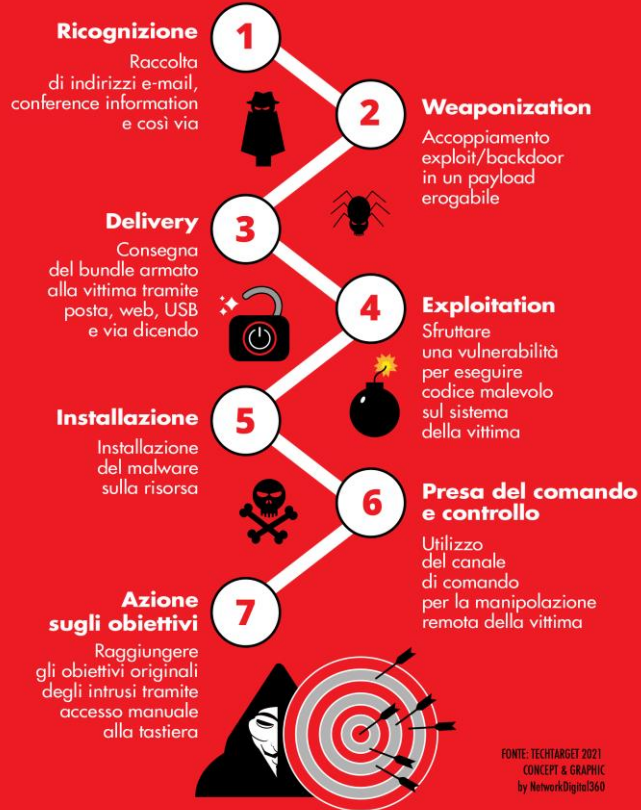 1
Ricognizione
Raccolta
di indirizzi e-mail,
conference information
e così via
2
Weaponization
Accoppiamento
exploit/backdoor
in un payload
erogabile
3
Delivery
Consegna
del bundle armato
alla vittima tramite
posta, web, USB
e via dicendo
4
Exploitation
Sfruttare
una vulnerabilità
per eseguire
codice malevolo
sul sistema
della vittima
5
Installazione
Installazione
del malware
sulla risorsa
6
Presa del comando
e controllo
Utilizzo
del canale
di comando
per la manipolazione
remota della vittima
7
Azione
sugli obiettivi
Raggiungere
gli obiettivi originali
degli intrusi tramite
accesso manuale
alla tastiera
FONTE: TECHTARGET 2021
CONCEPT & GRAPHIC
by NetworkDigital360